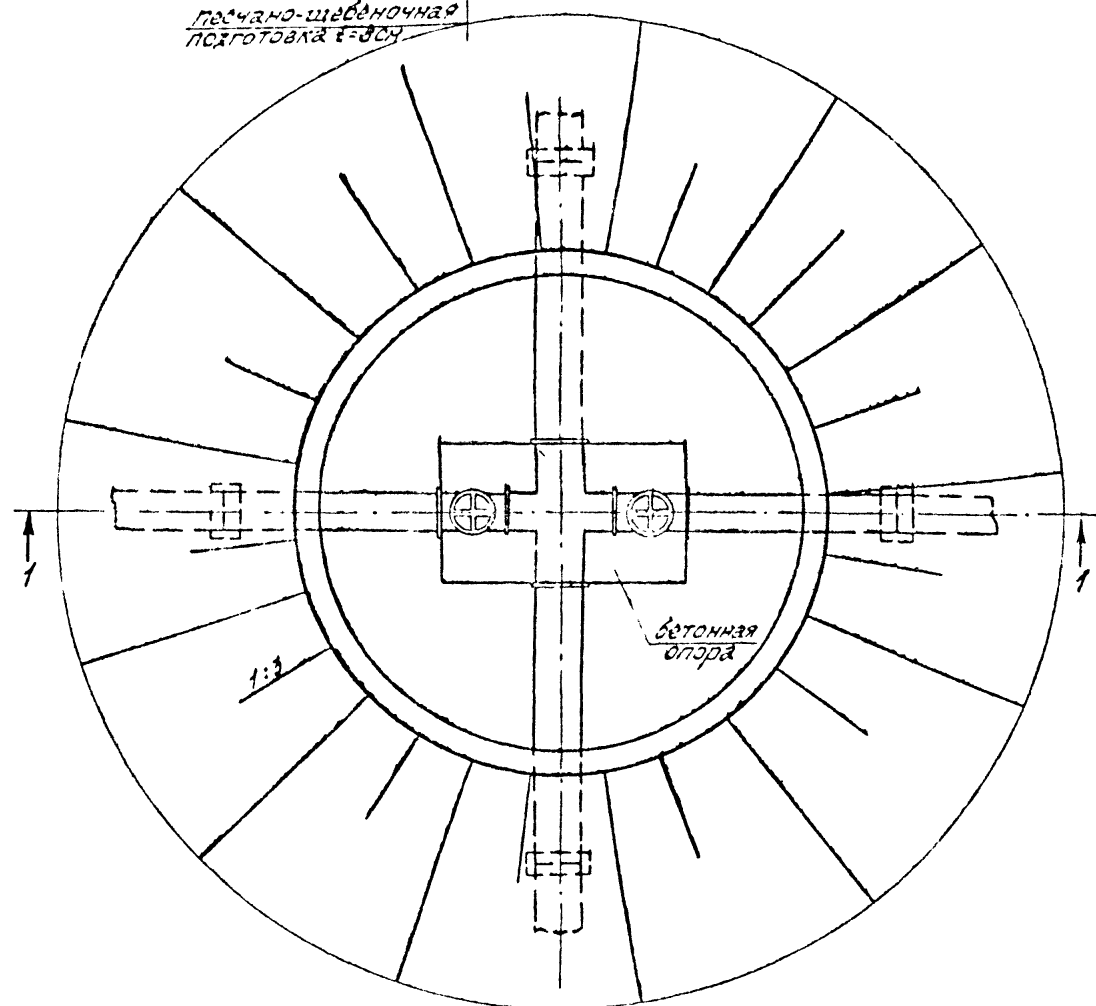 песчано-щебеночная
подготовка t=8см
1
1
бетонная
опора
1:3